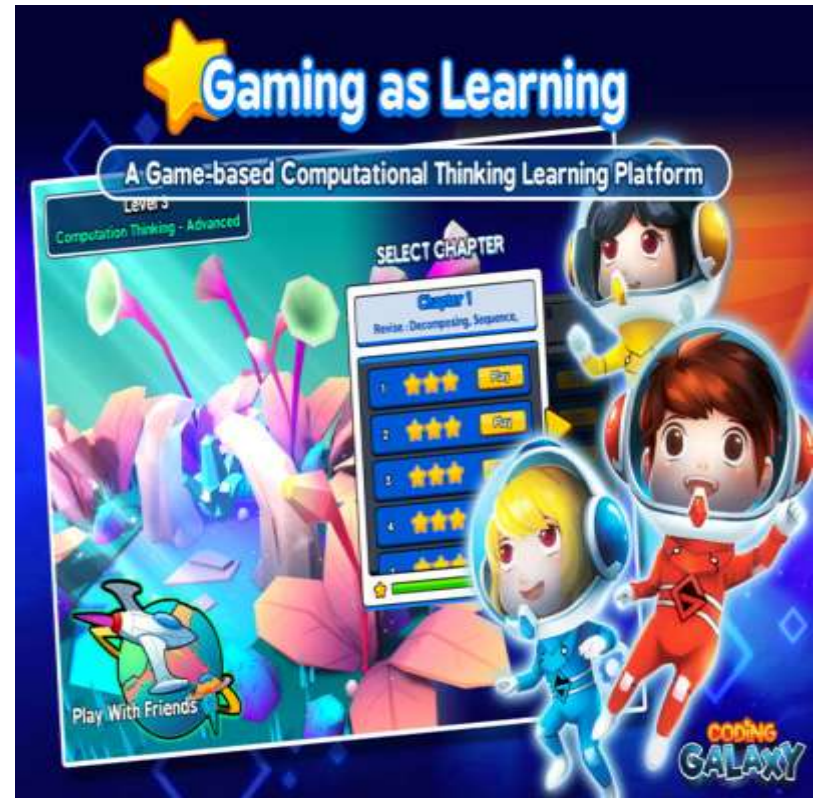 Gaming as Learning
A Game-based Computational Thinking Learning Platform
Level 3
Computation Thinking - Advanced
SELECT CHAPTER
Chapter 1
Revise : Decomposing, Sequence,
1 Play
2 Play
3
4
Play With Friends
CODING
GALAXY